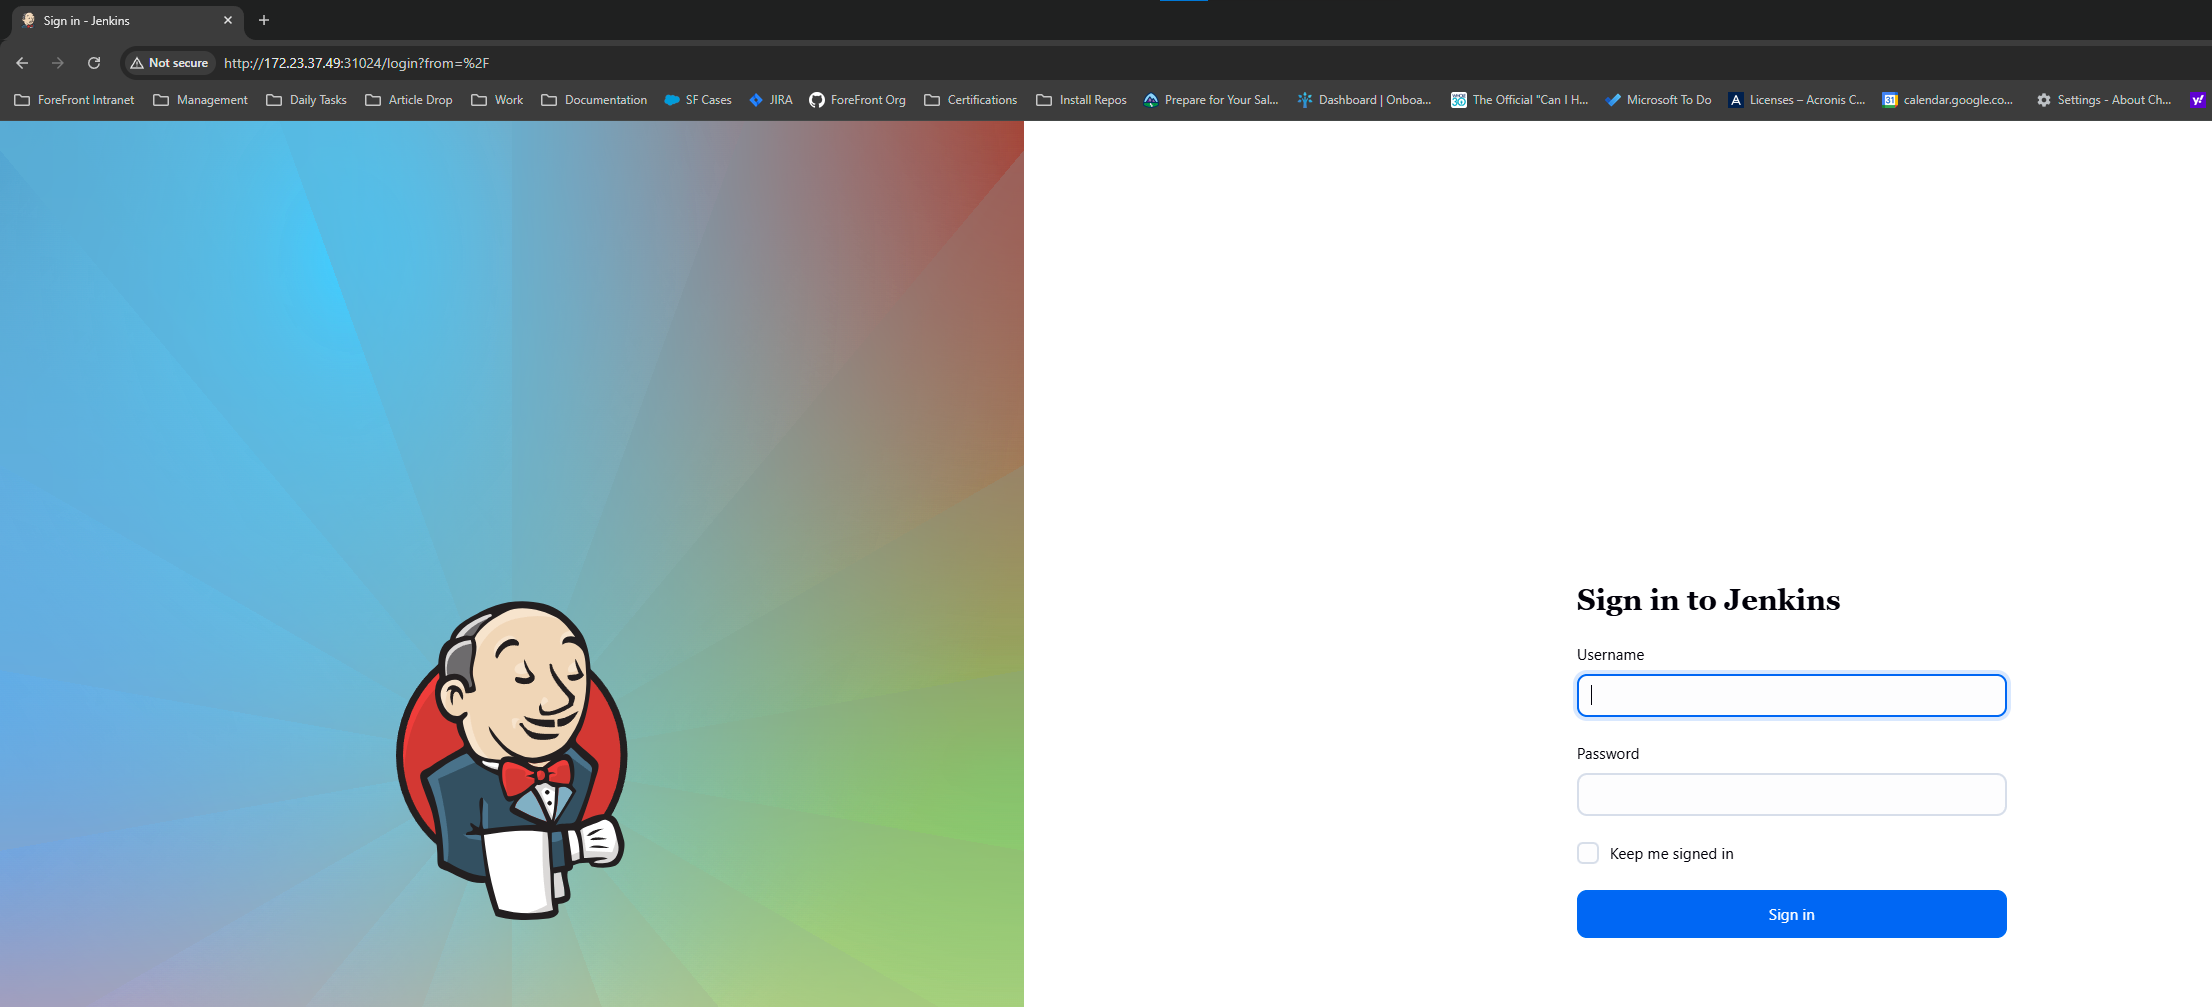 Sign in - Jenkins
Not secure http://172.23.37.49:31024/login?from=%2F
ForeFront Intranet Management Daily Tasks Article Drop Work Documentation SF Cases JIRA ForeFront Org Certifications Install Repos Prepare for Your Sal... Dashboard | Onboa... The Official "Can I H... Microsoft To Do A Licenses – Acronis C... 31 calendar.google.co... Settings - About Ch... y!
Sign in to Jenkins
Username
Password
Keep me signed in
Sign in